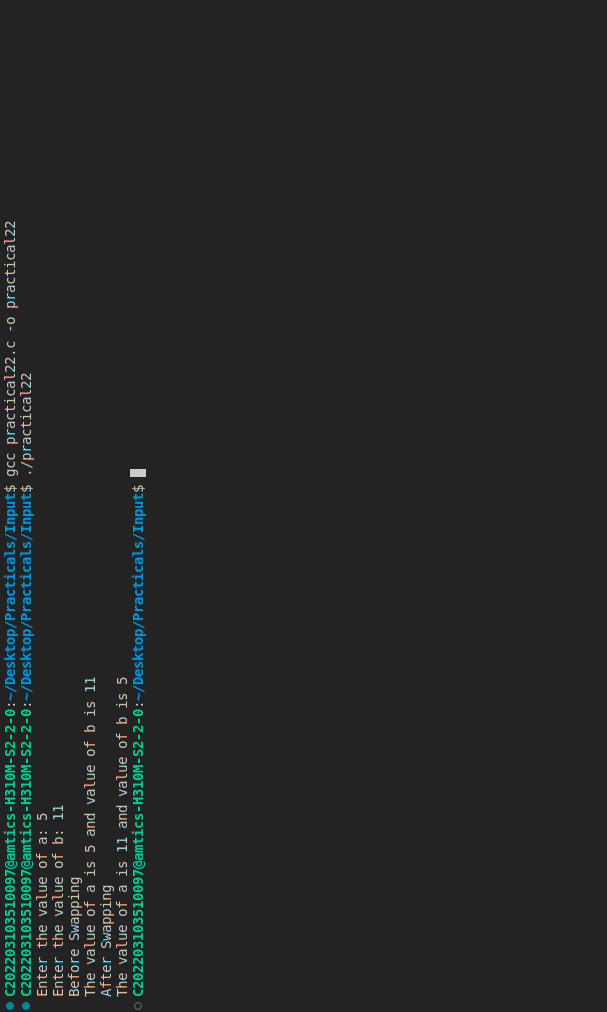 C202203103510097@amtics-H310M-S2-2-0:~/Desktop/Practicals/Input$ gcc practical22.c -o practical22
C202203103510097@amtics-H310M-S2-2-0:~/Desktop/Practicals/Input$ ./practical22
Enter the value of a: 5
Enter the value of b: 11
Before Swapping
The value of a is 5 and value of b is 11
After Swapping
The value of a is 11 and value of b is 5
C202203103510097@amtics-H310M-S2-2-0:~/Desktop/Practicals/Input$